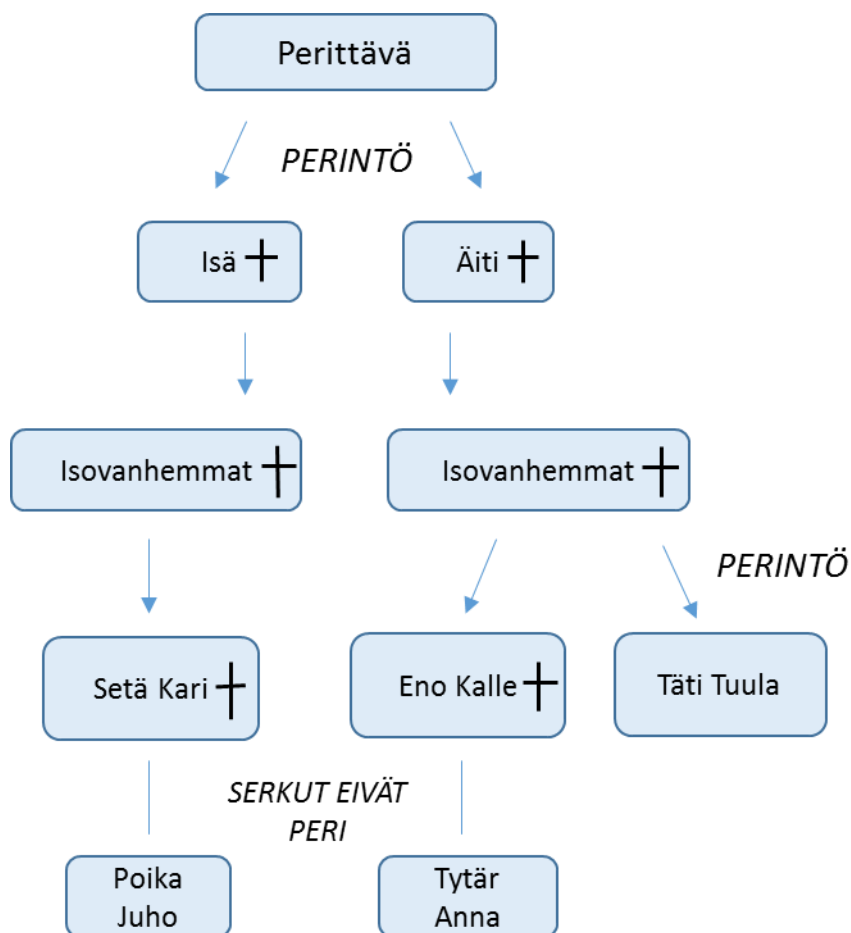 Perittävä
PERINTÖ
Isä
Äiti
Isovanhemmat
Isovanhemmat
PERINTÖ
Setä Kari
Eno Kalle
Täti Tuula
SERKUT EIVÄT
PERI
Poika
Juho
Tytär
Anna